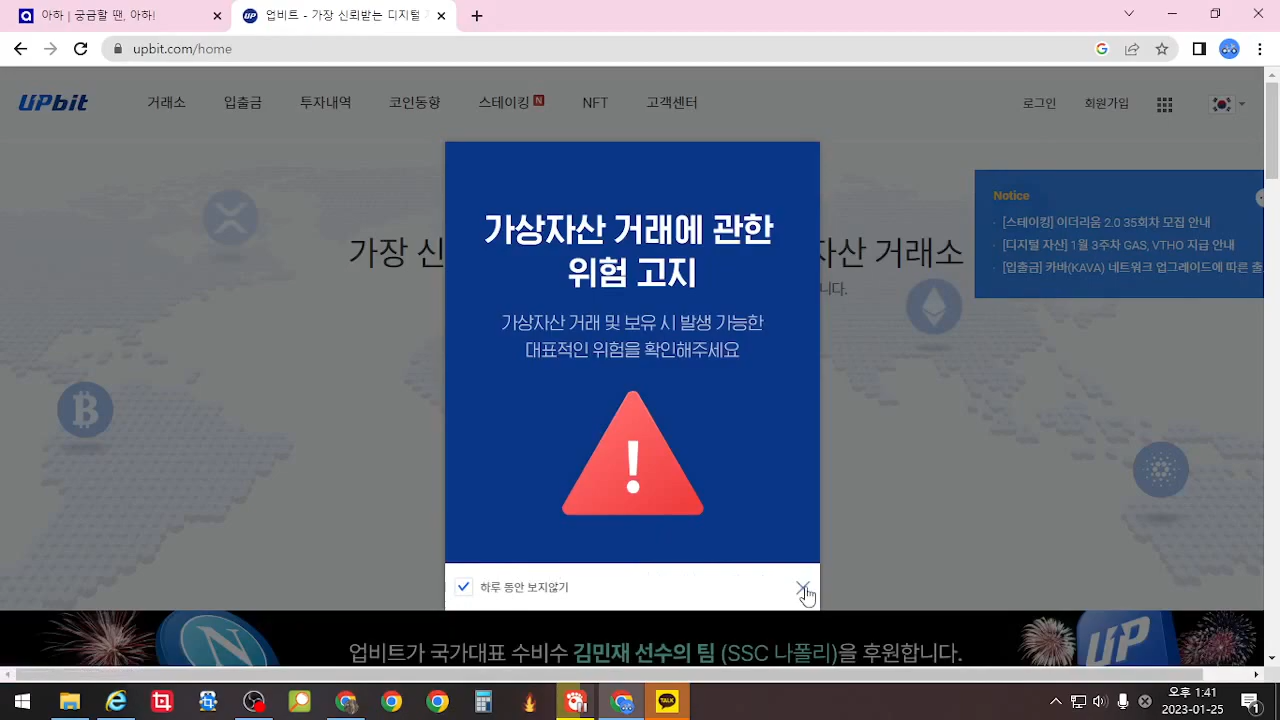 아하! 궁금할 땐, 아하!
업비트 - 가장 신뢰받는 디지털
upbit.com/home
UPbit
거래소
입출금
투자내역
코인동향
스테이킹 N
NFT
고객센터
로그인
회원가입
가상자산 거래에 관한
위험 고지
가상자산 거래 및 보유 시 발생 가능한
대표적인 위험을 확인해주세요
!
하루 동안 보지않기
가장 신
자산 거래소
니다.
Notice
· [스테이킹] 이더리움 2.0 35회차 모집 안내
· [디지털 자산] 1월 3주차 GAS, VTHO 지급 안내
· [입출금] 카바(KAVA) 네트워크 업그레이드에 따른 출
업비트가 국가대표 수비수 김민재 선수의 팀 (SSC 나폴리)을 후원합니다.
N
UP
TALK
오후 1:41
2023-01-25
1